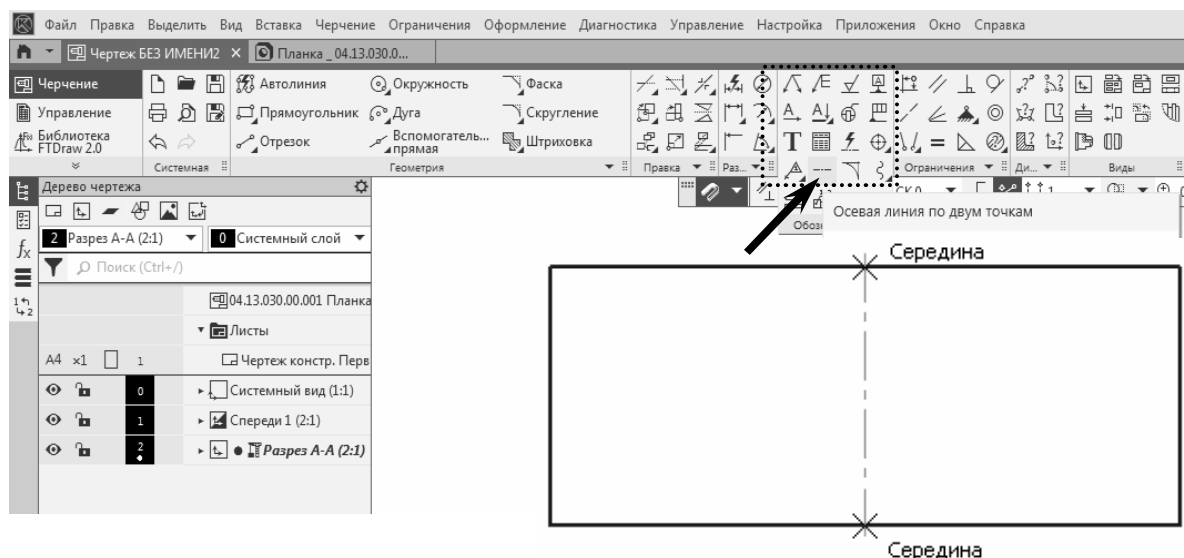 Файл Правка Выделить Вид Вставка Черчение Ограничения Оформление Диагностика Управление Настройка Приложения Окно Справка
Чертеж БЕЗ ИМЕНИ2 Планка _ 04.13.030.0...
Черчение Автолиния Окружность Фаска
Управление Прямоугольник Дуга Скругление
Библиотека FTDraw 2.0 Отрезок Вспомогатель... прямая Штриховка
Системная Геометрия Правка Раз... Ограничения Ди... Виды
Дерево чертежа
Осевая линия по двум точкам
2 Разрез А-А (2:1) 0 Системный слой
Поиск (Ctrl+/)
Середина
04.13.030.00.001 Планка
Листы
А4 ×1 1 Чертеж констр. Перв
0 Системный вид (1:1)
1 Спереди 1 (2:1)
2 Разрез А-А (2:1)
Середина